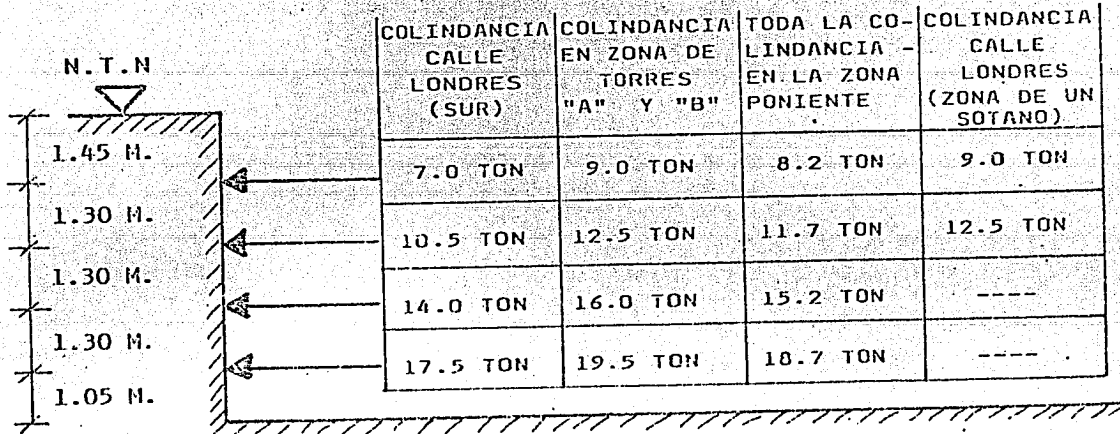 COLINDANCIA CALLE LONDRES (SUR)
COLINDANCIA EN ZONA DE TORRES "A" Y "B"
TODA LA CO-LINDANCIA - EN LA ZONA PONIENTE
COLINDANCIA CALLE LONDRES (ZONA DE UN SOTANO)
N.T.N
1.45 M.
7.0 TON 9.0 TON 8.2 TON 9.0 TON
1.30 M.
10.5 TON 12.5 TON 11.7 TON 12.5 TON
1.30 M.
14.0 TON 16.0 TON 15.2 TON ----
1.30 M.
17.5 TON 19.5 TON 18.7 TON ----
1.05 M.